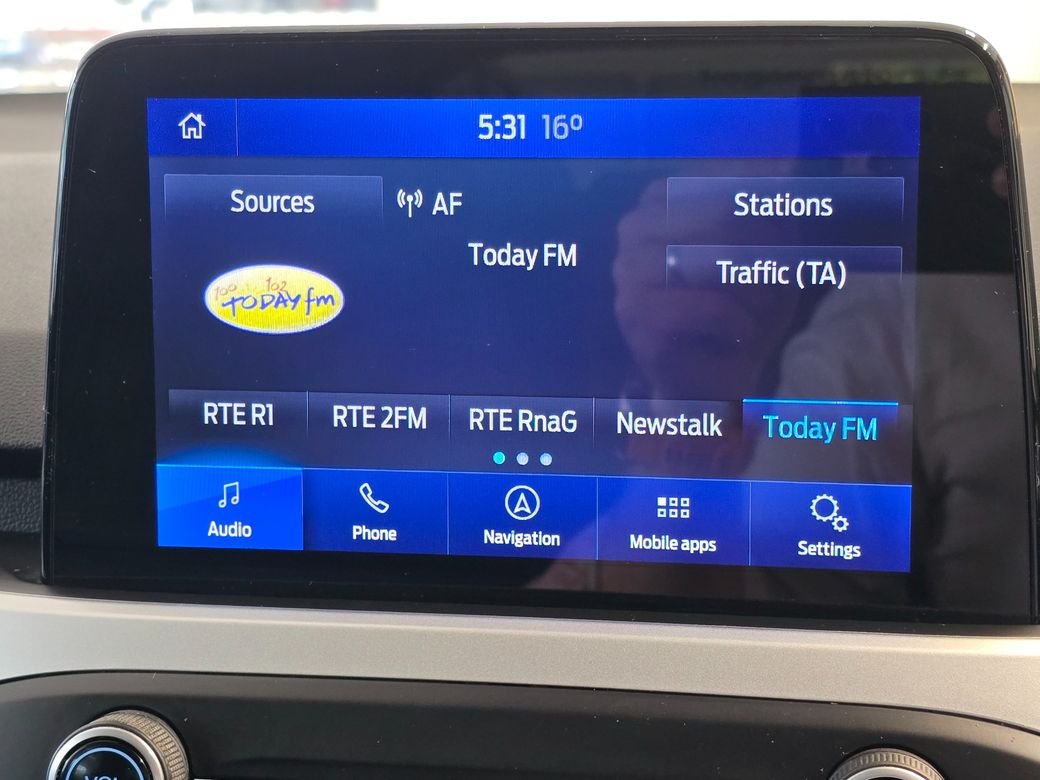 5:31 16°
Sources
AF
Stations
Today FM
Traffic (TA)
100 102
TODAY fm
RTE R1
RTE 2FM
RTE RnaG
Newstalk
Today FM
Audio
Phone
Navigation
Mobile apps
Settings
VOL